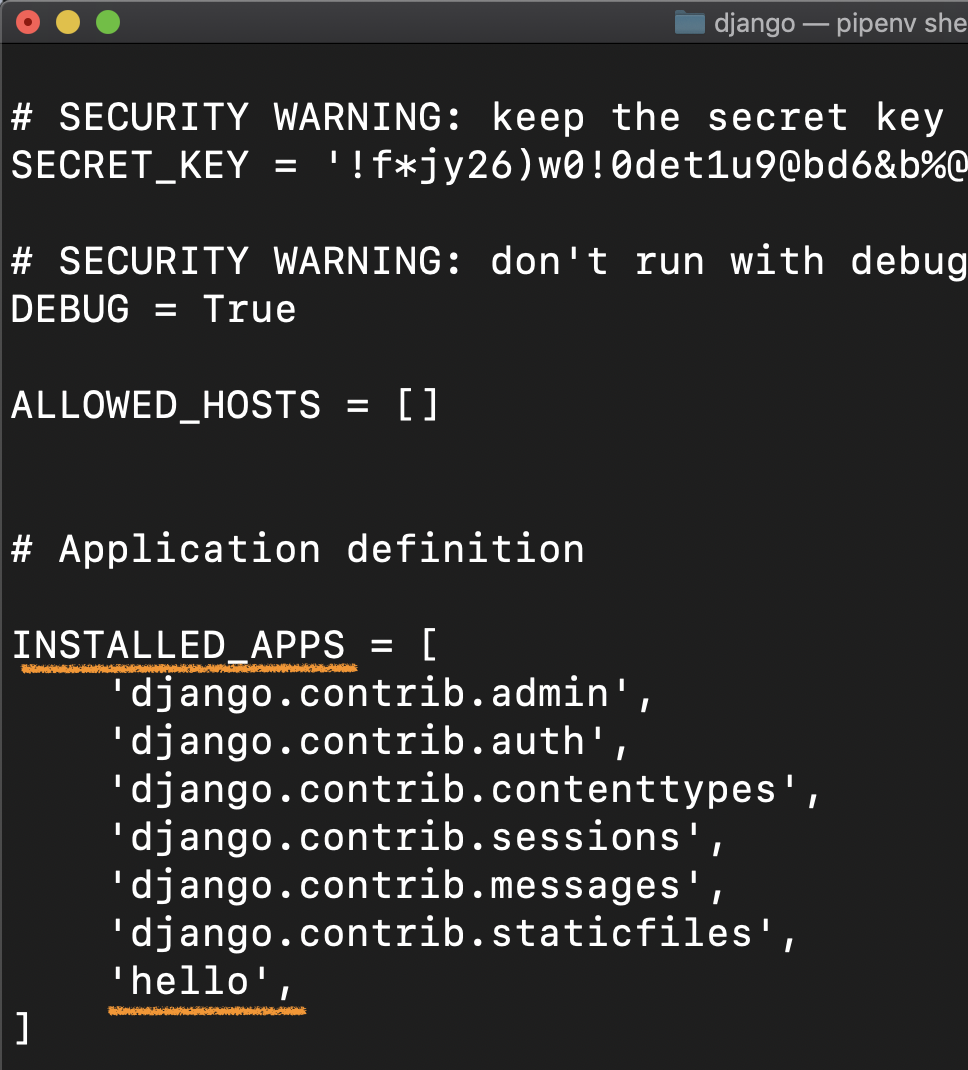 django — pipenv she
# SECURITY WARNING: keep the secret key
SECRET_KEY = '!f*jy26)w0!0det1u9@bd6&b%@
# SECURITY WARNING: don't run with debug
DEBUG = True
ALLOWED_HOSTS = []
# Application definition
INSTALLED_APPS = [
    'django.contrib.admin',
    'django.contrib.auth',
    'django.contrib.contenttypes',
    'django.contrib.sessions',
    'django.contrib.messages',
    'django.contrib.staticfiles',
    'hello',
]